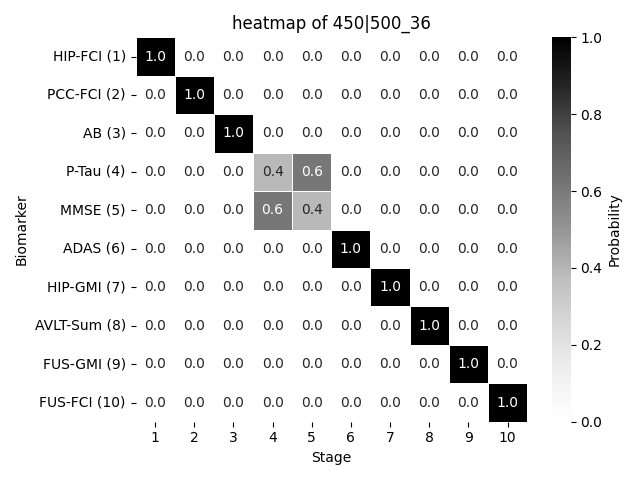 heatmap of 450|500_36
HIP-FCI (1) 1.0 0.0 0.0 0.0 0.0 0.0 0.0 0.0 0.0 0.0
PCC-FCI (2) 0.0 1.0 0.0 0.0 0.0 0.0 0.0 0.0 0.0 0.0
AB (3) 0.0 0.0 1.0 0.0 0.0 0.0 0.0 0.0 0.0 0.0
P-Tau (4) 0.0 0.0 0.0 0.4 0.6 0.0 0.0 0.0 0.0 0.0
MMSE (5) 0.0 0.0 0.0 0.6 0.4 0.0 0.0 0.0 0.0 0.0
ADAS (6) 0.0 0.0 0.0 0.0 0.0 1.0 0.0 0.0 0.0 0.0
HIP-GMI (7) 0.0 0.0 0.0 0.0 0.0 0.0 1.0 0.0 0.0 0.0
AVLT-Sum (8) 0.0 0.0 0.0 0.0 0.0 0.0 0.0 1.0 0.0 0.0
FUS-GMI (9) 0.0 0.0 0.0 0.0 0.0 0.0 0.0 0.0 1.0 0.0
FUS-FCI (10) 0.0 0.0 0.0 0.0 0.0 0.0 0.0 0.0 0.0 1.0
1 2 3 4 5 6 7 8 9 10
Stage
Biomarker
1.0
0.8
0.6
0.4
0.2
0.0
Probability